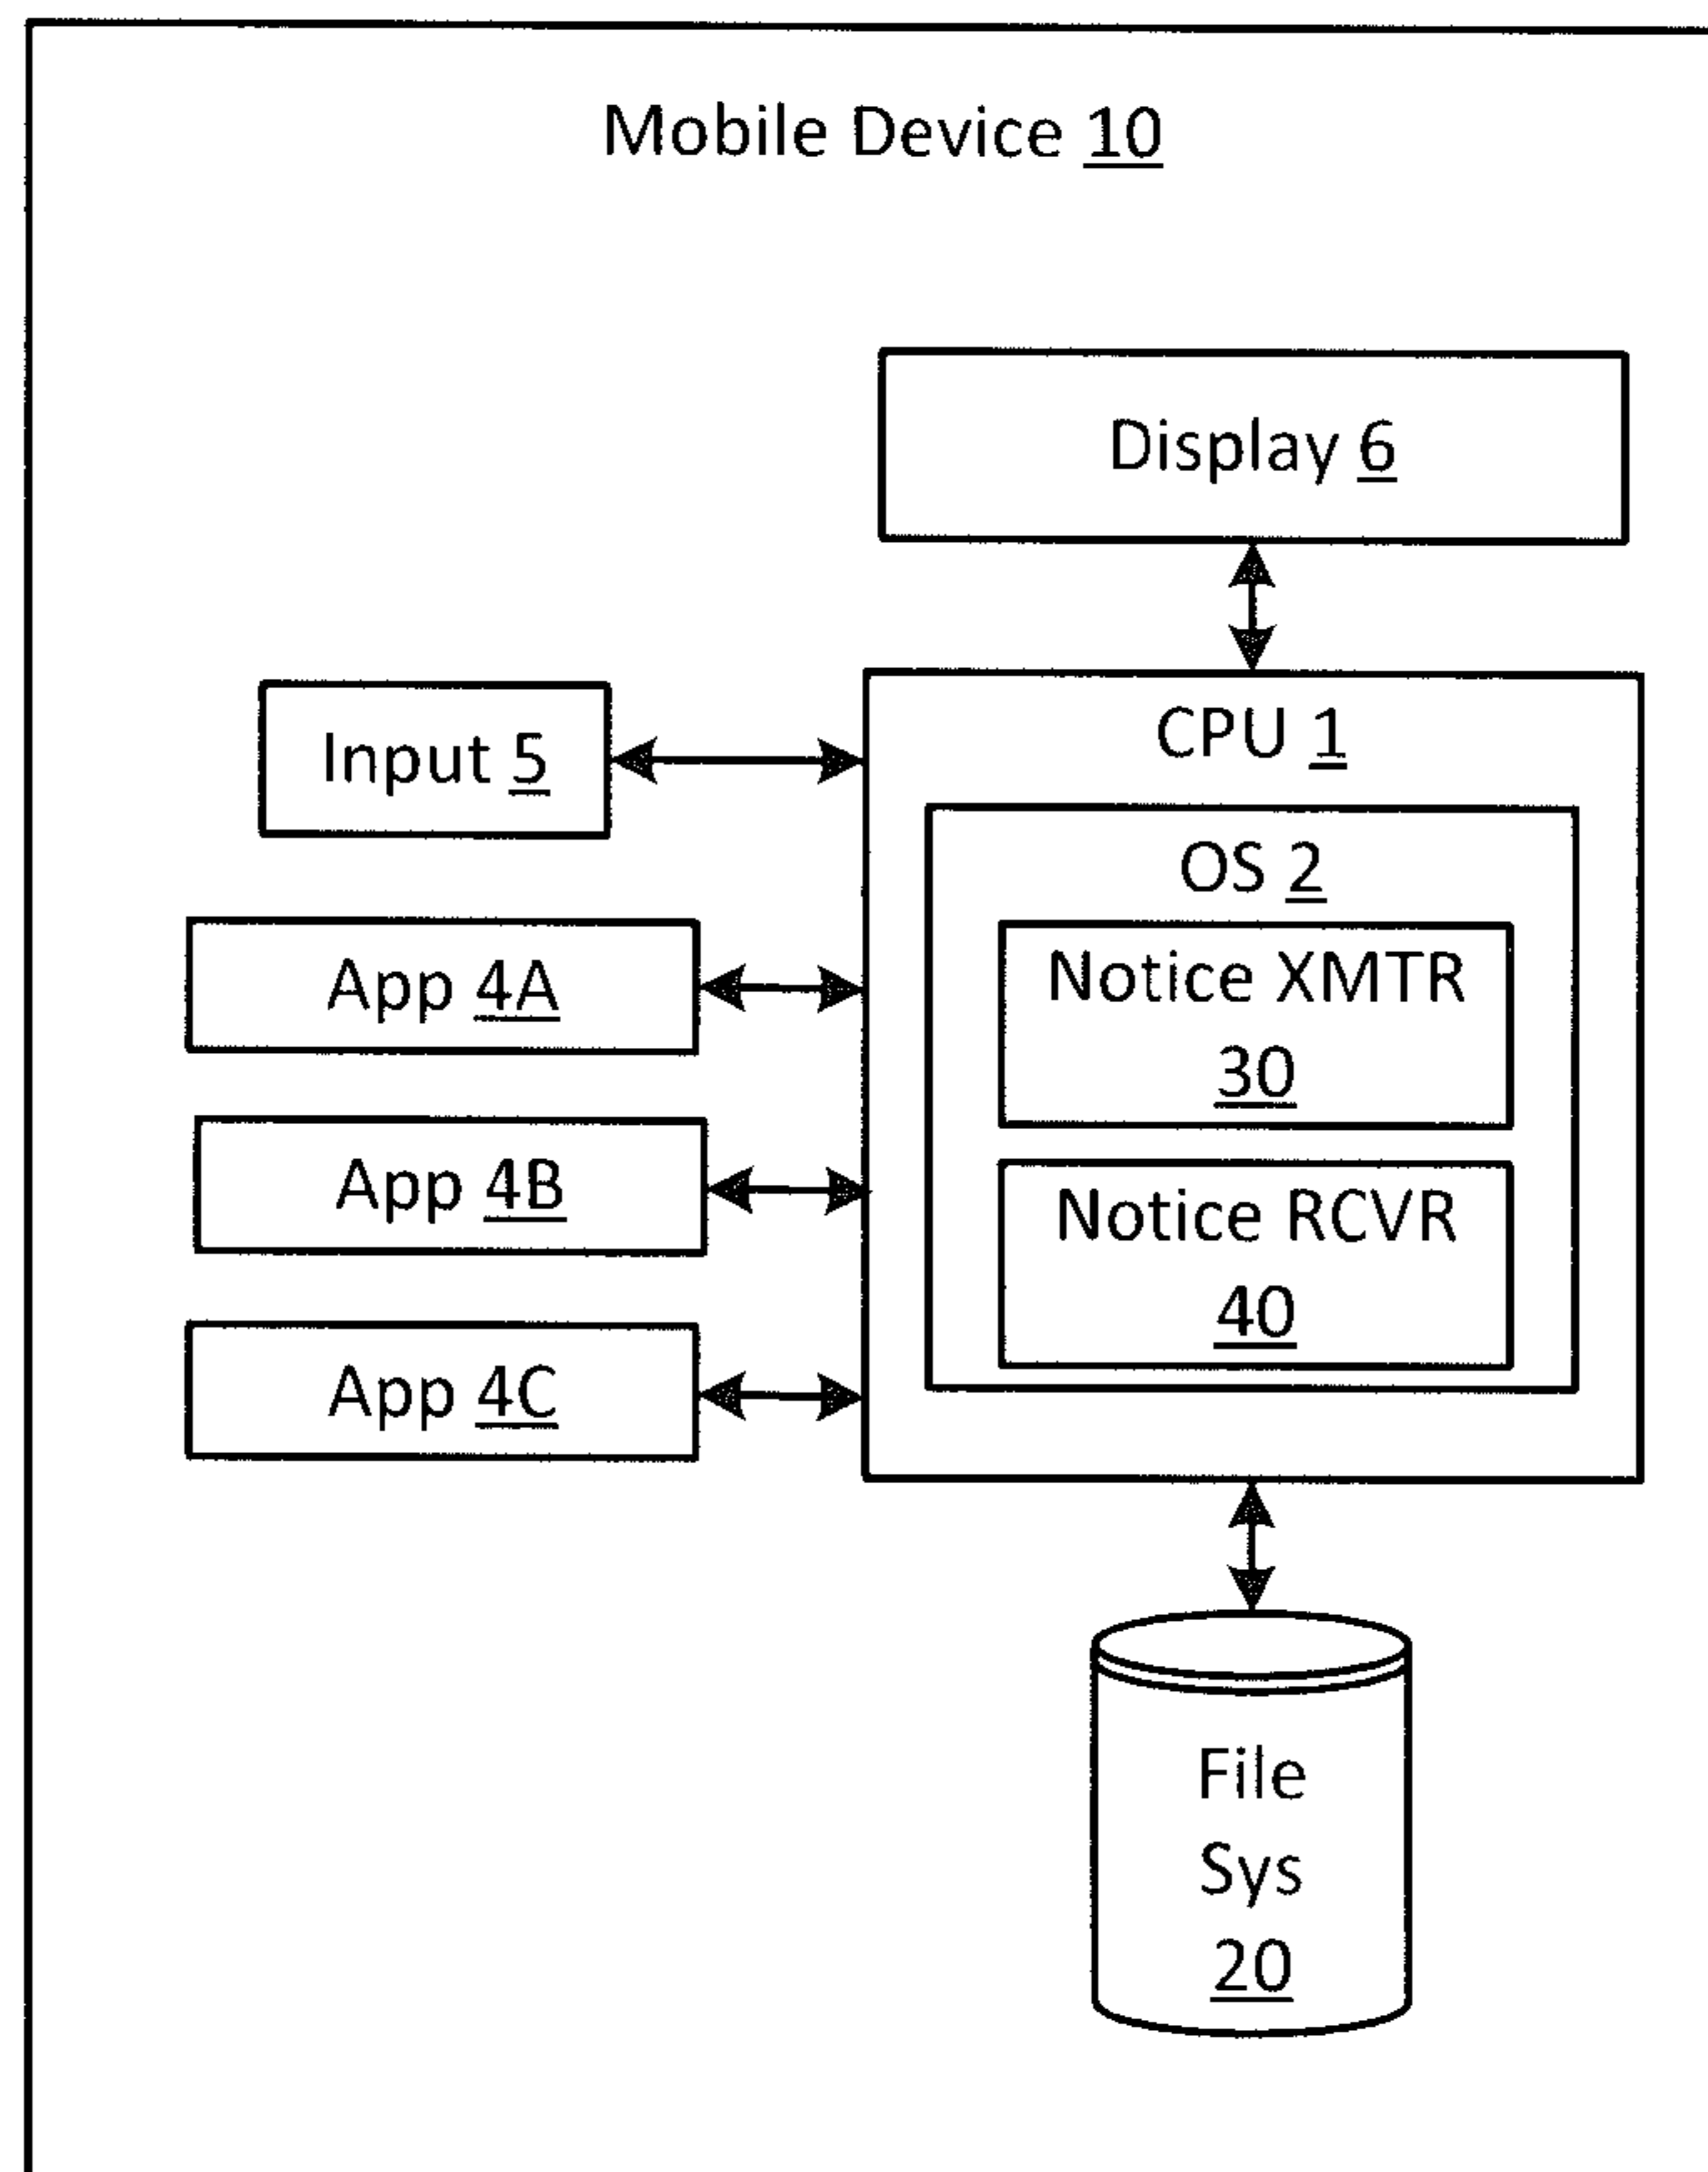 Mobile Device 10
Display 6
Input 5
CPU 1
OS 2
App 4A
Notice XMTR
30
App 4B
Notice RCVR
40
App 4C
File
Sys
20